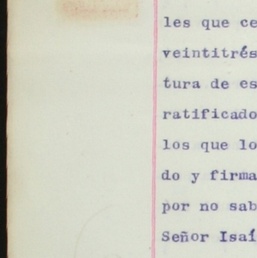 les que ce
veintitrés
tura de es
ratificado
los que lo
do y firma
por no sab
Señor Isaí